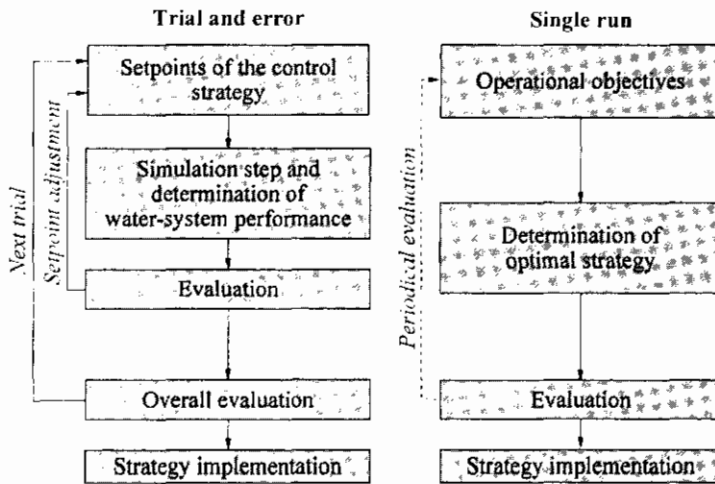 Trial and error
Setpoints of the control
strategy
Simulation step and
determination of
water-system performance
Evaluation
Overall evaluation
Strategy implementation
Next trial
Setpoint adjustment
Single run
Operational objectives
Determination of
optimal strategy
Evaluation
Strategy implementation
Periodical evaluation